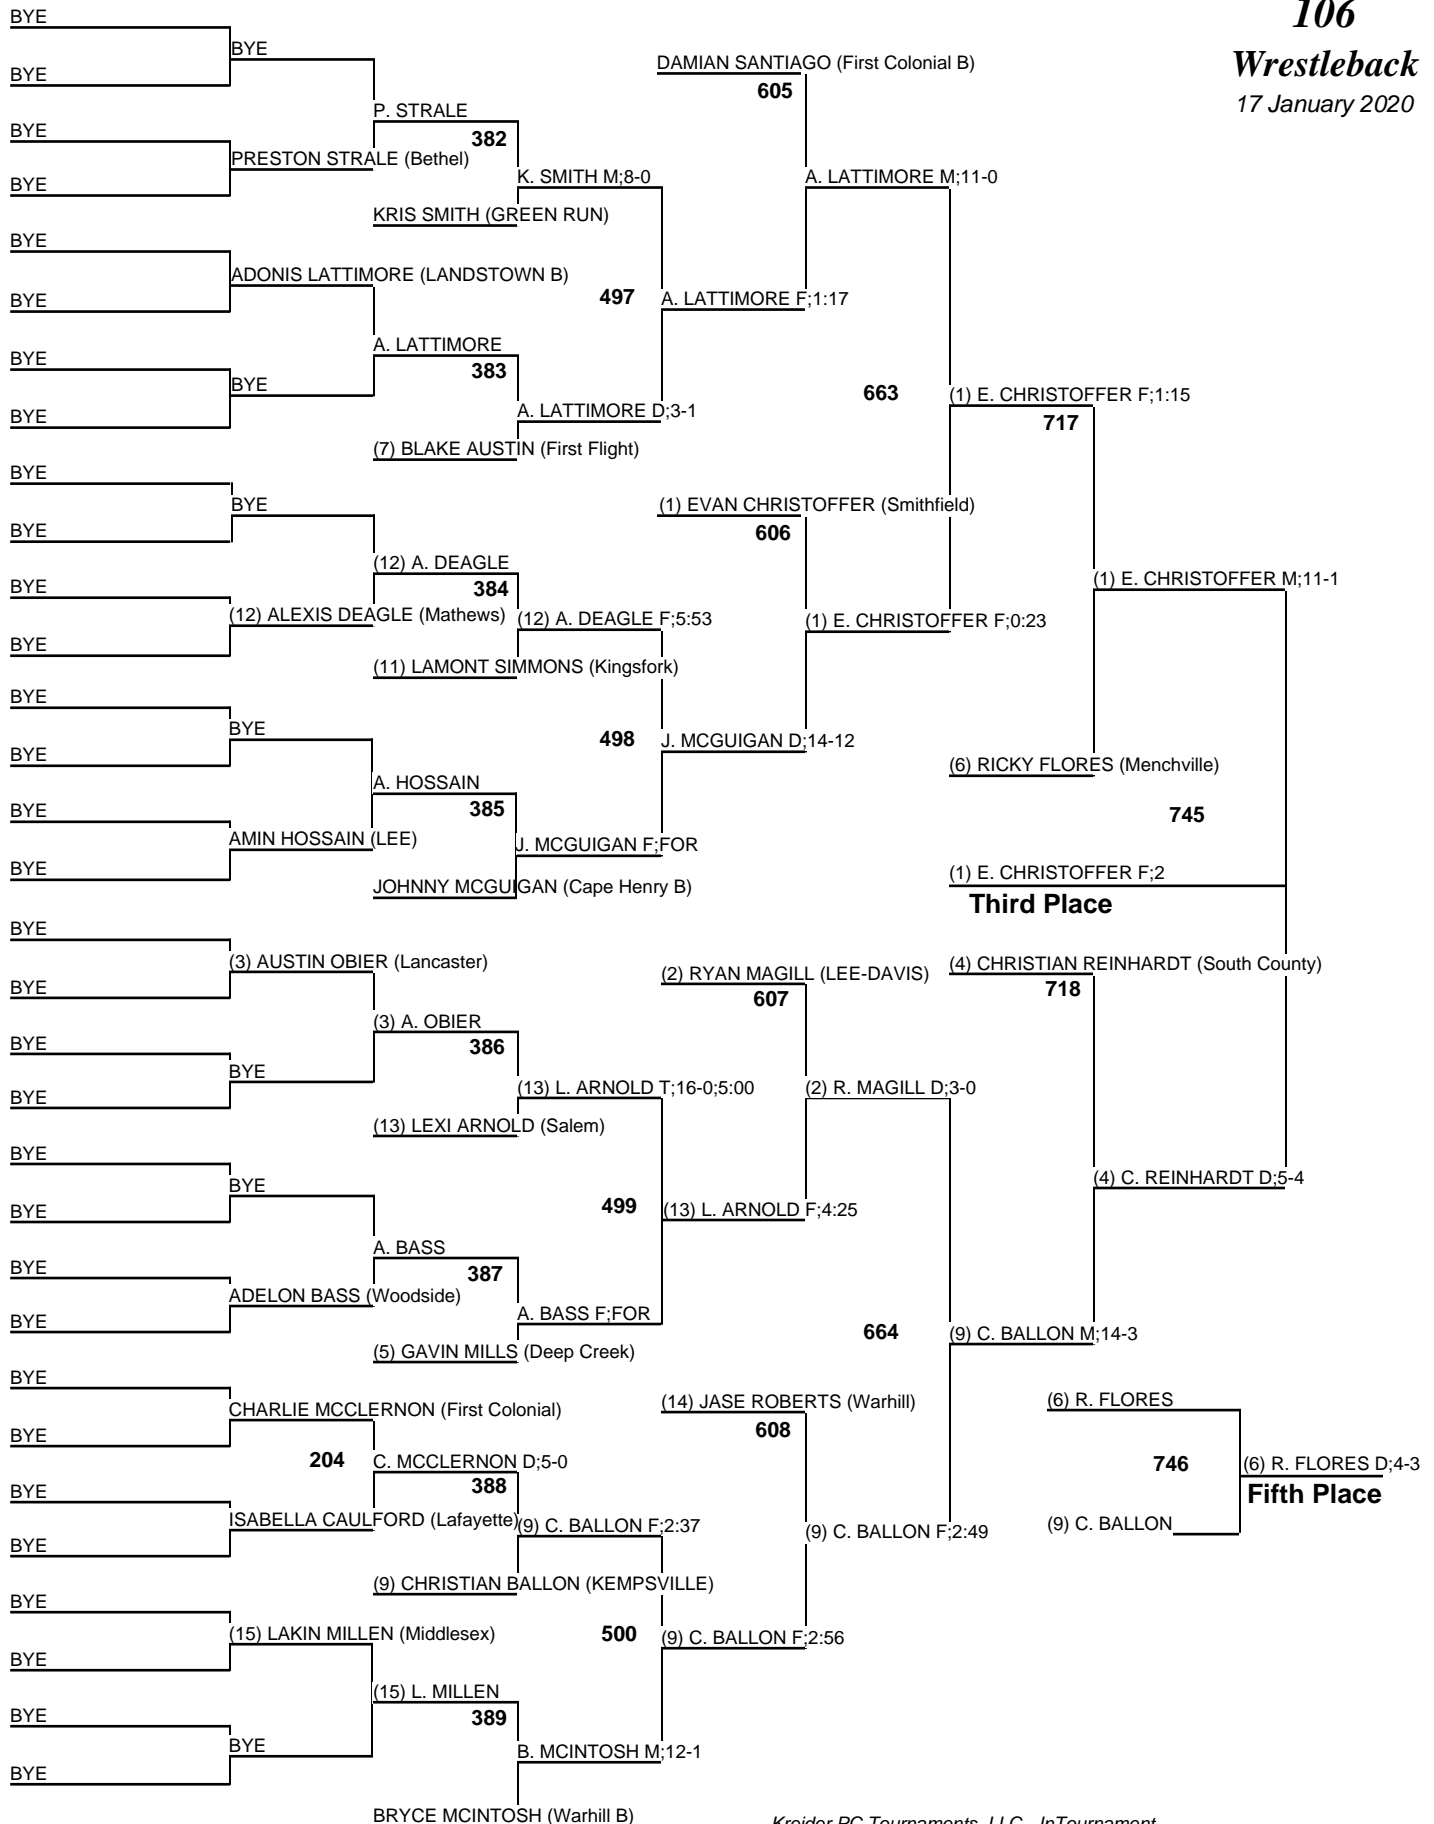 106
Wrestleback
17 January 2020
BYE
BYE
BYE
DAMIAN SANTIAGO (First Colonial B)
605
P. STRALE
382
BYE
PRESTON STRALE (Bethel)
BYE
K. SMITH M;8-0
A. LATTIMORE M;11-0
KRIS SMITH (GREEN RUN)
BYE
ADONIS LATTIMORE (LANDSTOWN B)
BYE
497
A. LATTIMORE F;1:17
A. LATTIMORE
383
BYE
BYE
BYE
663
(1) E. CHRISTOFFER F;1:15
717
A. LATTIMORE D;3-1
(7) BLAKE AUSTIN (First Flight)
BYE
BYE
BYE
(1) EVAN CHRISTOFFER (Smithfield)
606
(12) A. DEAGLE
384
(1) E. CHRISTOFFER M;11-1
BYE
(12) ALEXIS DEAGLE (Mathews)
BYE
(12) A. DEAGLE F;5:53
(1) E. CHRISTOFFER F;0:23
(11) LAMONT SIMMONS (Kingsfork)
BYE
BYE
BYE
498
J. MCGUIGAN D;14-12
(6) RICKY FLORES (Menchville)
A. HOSSAIN
385
745
BYE
AMIN HOSSAIN (LEE)
BYE
J. MCGUIGAN F;FOR
JOHNNY MCGUIGAN (Cape Henry B)
(1) E. CHRISTOFFER F;2
Third Place
BYE
(3) AUSTIN OBIER (Lancaster)
BYE
(2) RYAN MAGILL (LEE-DAVIS)
607
(4) CHRISTIAN REINHARDT (South County)
718
(3) A. OBIER
386
BYE
BYE
BYE
(13) L. ARNOLD T;16-0;5:00
(2) R. MAGILL D;3-0
(13) LEXI ARNOLD (Salem)
BYE
BYE
BYE
499
(13) L. ARNOLD F;4:25
(4) C. REINHARDT D;5-4
A. BASS
387
BYE
ADELON BASS (Woodside)
BYE
A. BASS F;FOR
664
(9) C. BALLON M;14-3
(5) GAVIN MILLS (Deep Creek)
BYE
CHARLIE MCCLERNON (First Colonial)
BYE
(14) JASE ROBERTS (Warhill)
608
(6) R. FLORES
204
C. MCCLERNON D;5-0
388
746
(6) R. FLORES D;4-3
Fifth Place
BYE
ISABELLA CAULFORD (Lafayette)
BYE
(9) C. BALLON F;2:37
(9) C. BALLON F;2:49
(9) C. BALLON
(9) CHRISTIAN BALLON (KEMPSVILLE)
BYE
(15) LAKIN MILLEN (Middlesex)
BYE
500
(9) C. BALLON F;2:56
(15) L. MILLEN
389
BYE
BYE
BYE
B. MCINTOSH M;12-1
BRYCE MCINTOSH (Warhill B)
Kreider PC Tournaments, LLC - InTournament